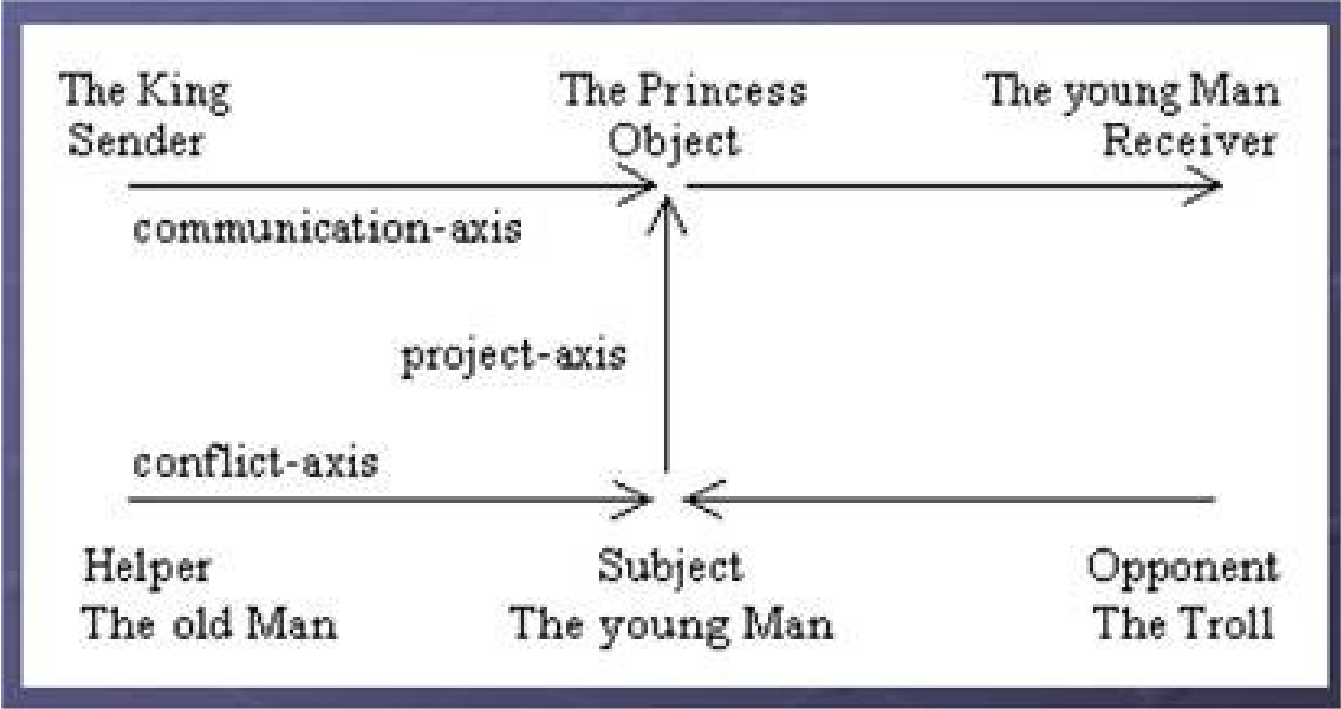 The King
Sender
The Princess
Object
The young Man
Receiver
communication-axis
project-axis
conflict-axis
Helper
The old Man
Subject
The young Man
Opponent
The Troll